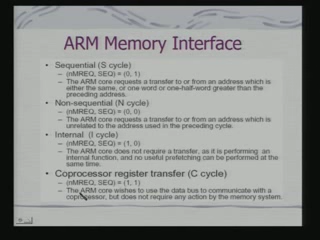 ARM Memory Interface
• Sequential (S cycle)
– (nMREQ, SEQ) = (0, 1)
– The ARM core requests a transfer to or from an address which is
either the same, or one word or one-half-word greater than the
preceding address.
• Non-sequential (N cycle)
– (nMREQ, SEQ) = (0, 0)
– The ARM core requests a transfer to or from an address which is
unrelated to the address used in the preceding cycle.
• Internal (I cycle)
– (nMREQ, SEQ) = (1, 0)
– The ARM core does not require a transfer, as it is performing an
internal function, and no useful prefetching can be performed at the
same time.
• Coprocessor register transfer (C cycle)
– (nMREQ, SEQ) = (1, 1)
– The ARM core wishes to use the data bus to communicate with a
coprocessor, but does not require any action by the memory system.